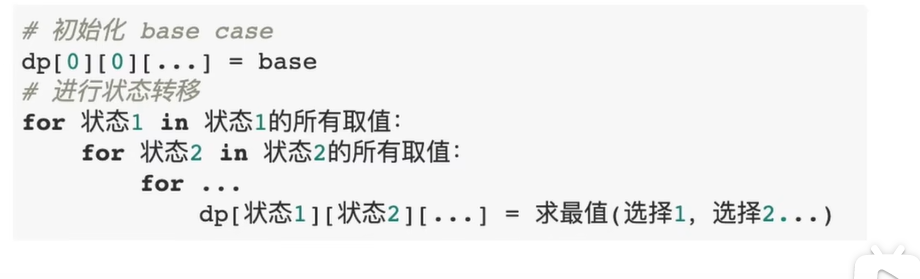 # 初始化 base case
dp[0][0][...] = base
# 进行状态转移
for 状态1 in 状态1的所有取值：
    for 状态2 in 状态2的所有取值：
        for ...
            dp[状态1][状态2][...] = 求最值(选择1，选择2...)